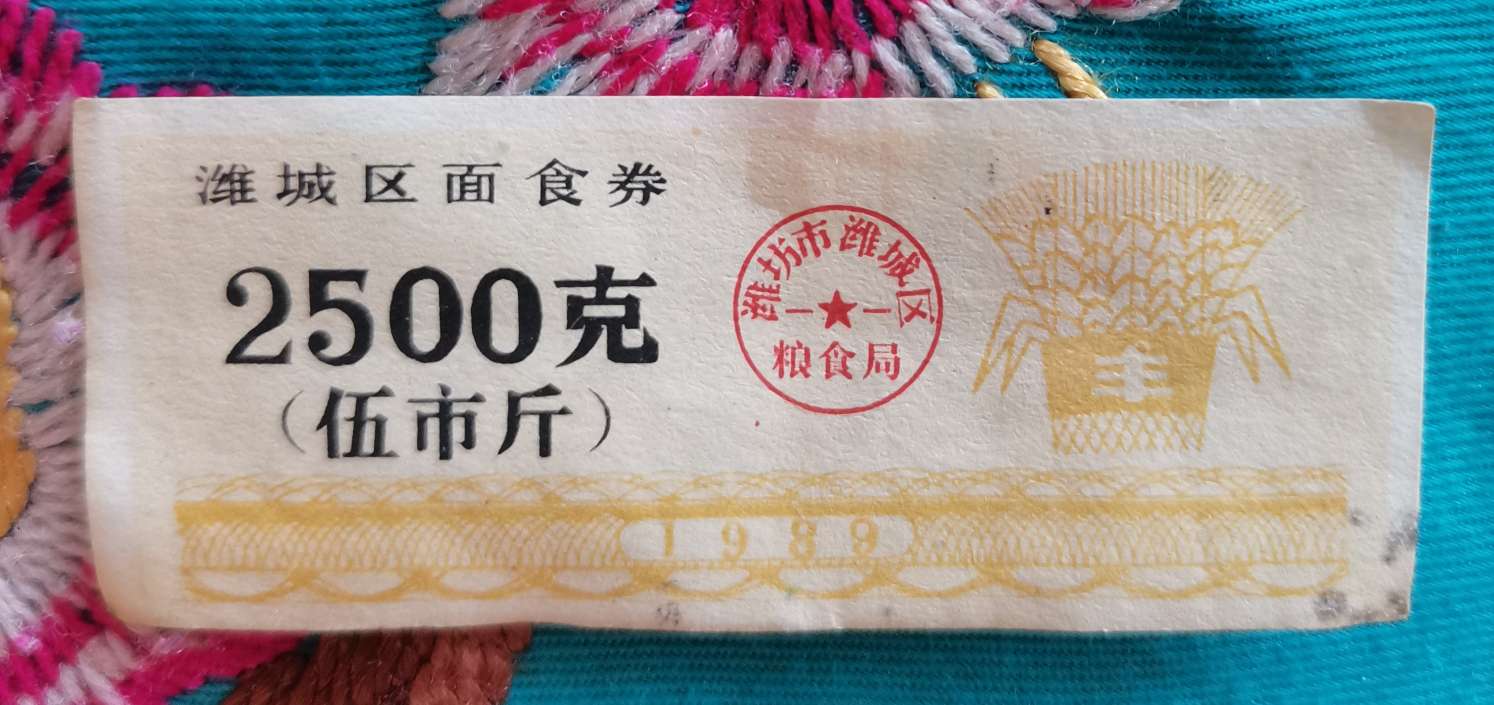 潍城区面食券
2500克
(伍市斤)
潍坊市潍城区
粮食局
丰
1989